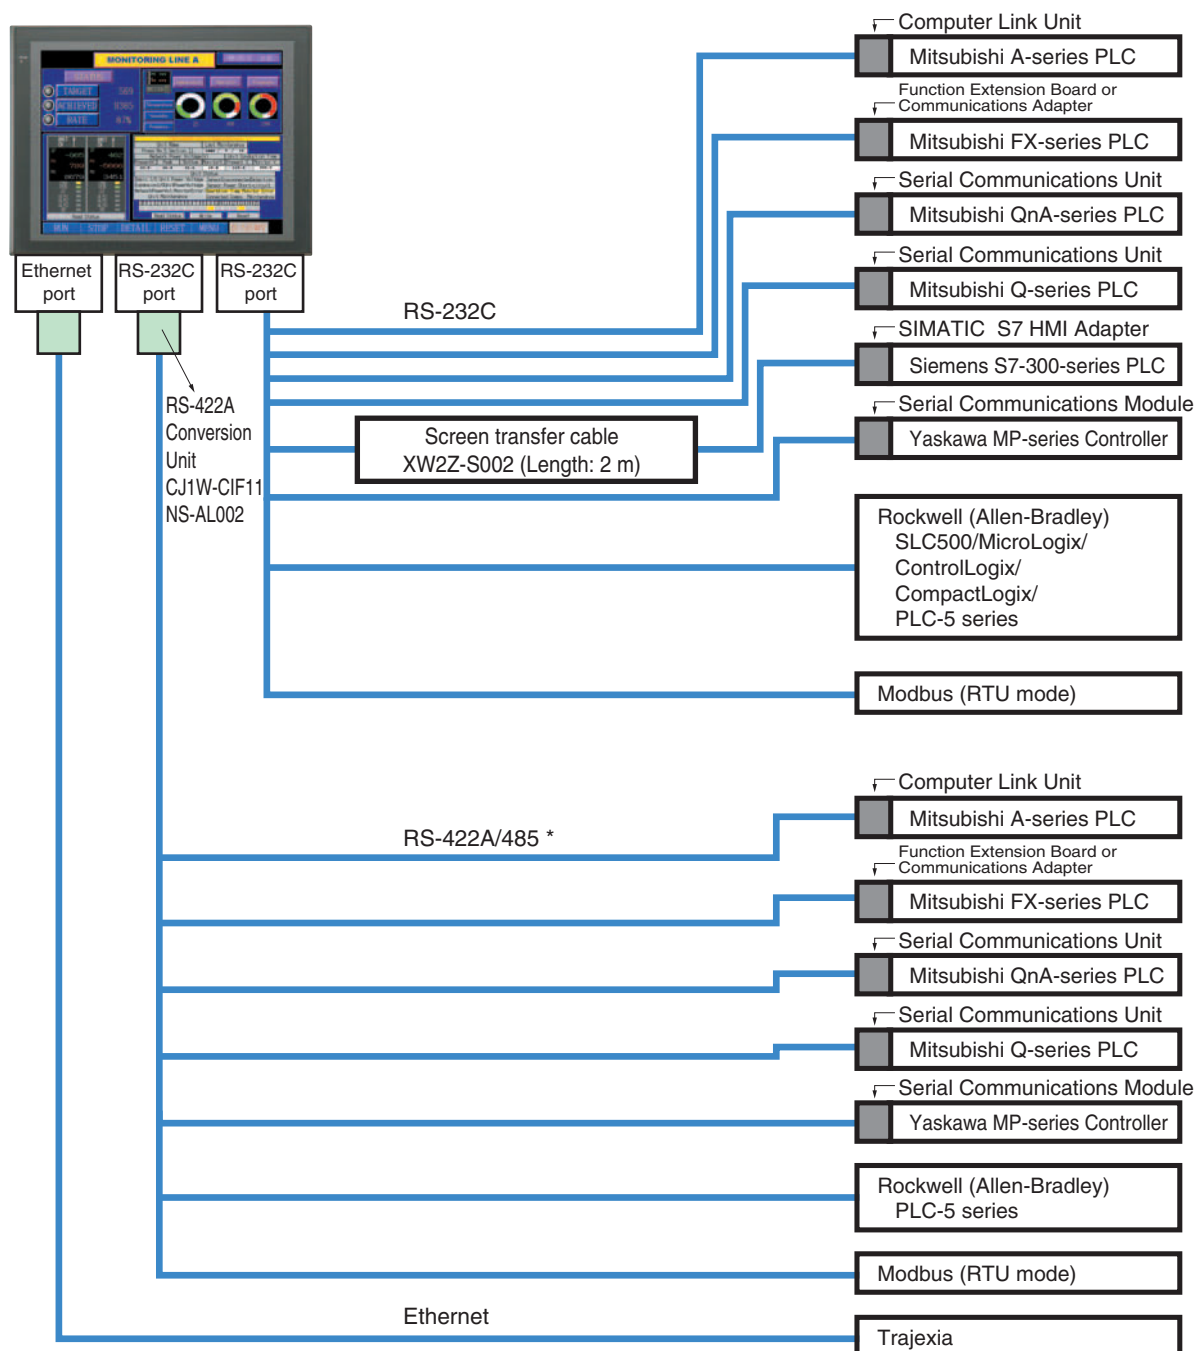 MONITORING LINE A
STATUS
TARGET
ACHIEVED
RATE
RUN
STOP
DETAIL
RESET
MENU
Ethernet
port
RS-232C
port
RS-232C
port
RS-422A
Conversion
Unit
CJ1W-CIF11
NS-AL002
RS-232C
Screen transfer cable
XW2Z-S002 (Length: 2 m)
Computer Link Unit
Mitsubishi A-series PLC
Function Extension Board or
Communications Adapter
Mitsubishi FX-series PLC
Serial Communications Unit
Mitsubishi QnA-series PLC
Serial Communications Unit
Mitsubishi Q-series PLC
SIMATIC S7 HMI Adapter
Siemens S7-300-series PLC
Serial Communications Module
Yaskawa MP-series Controller
Rockwell (Allen-Bradley)
SLC500/MicroLogix/
ControlLogix/
CompactLogix/
PLC-5 series
Modbus (RTU mode)
RS-422A/485 *
Computer Link Unit
Mitsubishi A-series PLC
Function Extension Board or
Communications Adapter
Mitsubishi FX-series PLC
Serial Communications Unit
Mitsubishi QnA-series PLC
Serial Communications Unit
Mitsubishi Q-series PLC
Serial Communications Module
Yaskawa MP-series Controller
Rockwell (Allen-Bradley)
PLC-5 series
Modbus (RTU mode)
Ethernet
Trajexia